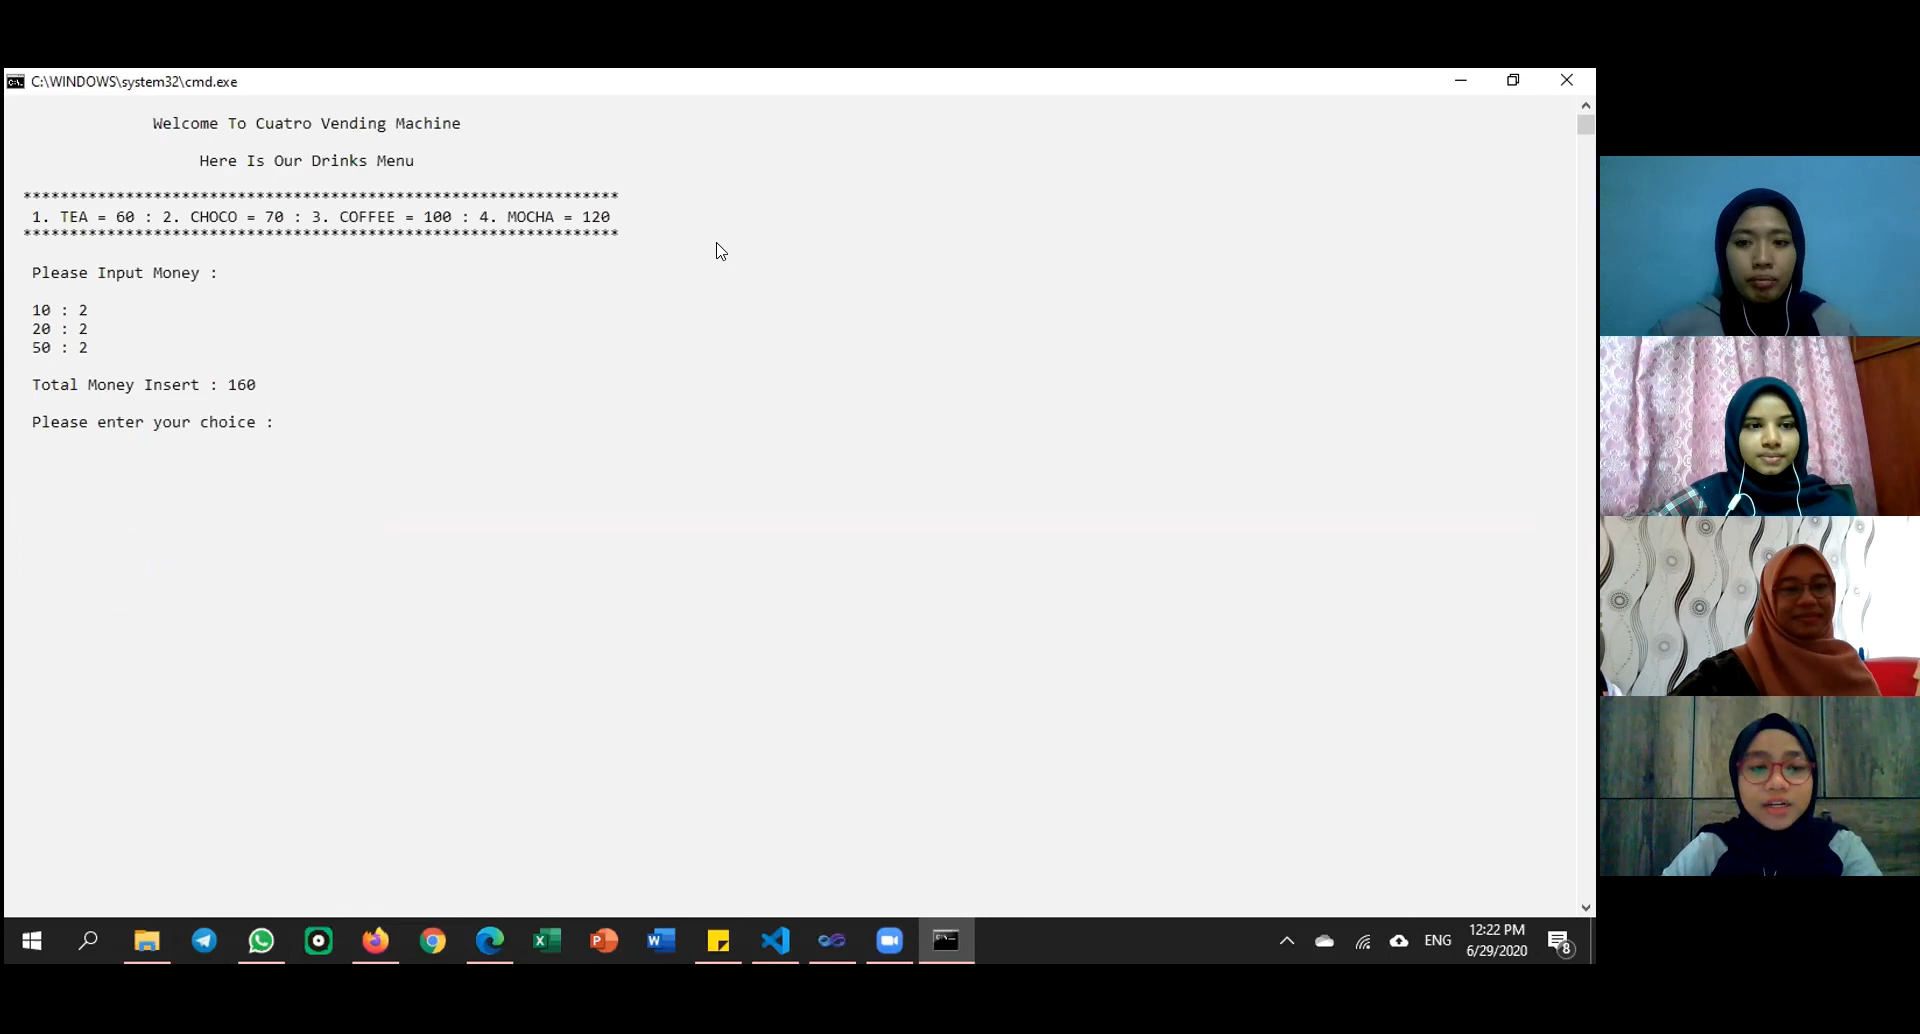 C:\WINDOWS\system32\cmd.exe
Welcome To Cuatro Vending Machine
Here Is Our Drinks Menu
****************************************************************
1. TEA = 60 : 2. CHOCO = 70 : 3. COFFEE = 100 : 4. MOCHA = 120
****************************************************************
Please Input Money :
10 : 2
20 : 2
50 : 2
Total Money Insert : 160
Please enter your choice :
ENG
12:22 PM
6/29/2020
8